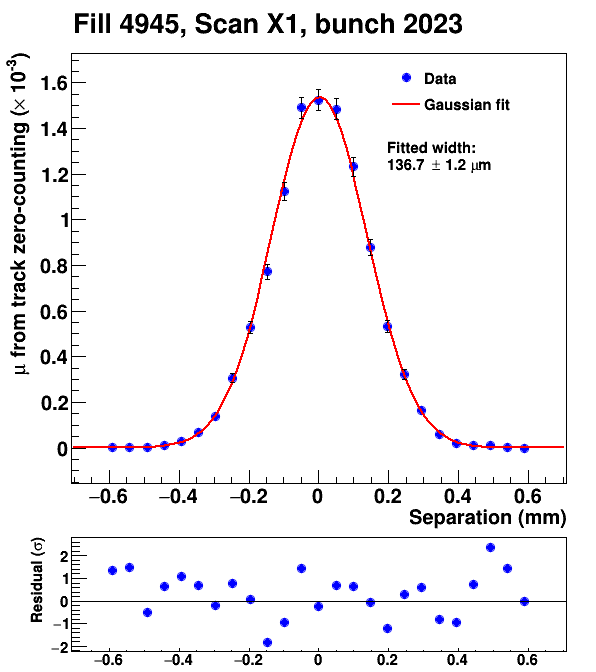 Fill 4945, Scan X1, bunch 2023
μ from track zero-counting (× 10⁻³)
1.6
1.4
1.2
1
0.8
0.6
0.4
0.2
0
Data
Gaussian fit
Fitted width:
136.7 ± 1.2 μm
−0.6 −0.4 −0.2 0 0.2 0.4 0.6
Separation (mm)
Residual (σ)
2
1
0
−1
−2
−0.6 −0.4 −0.2 0 0.2 0.4 0.6